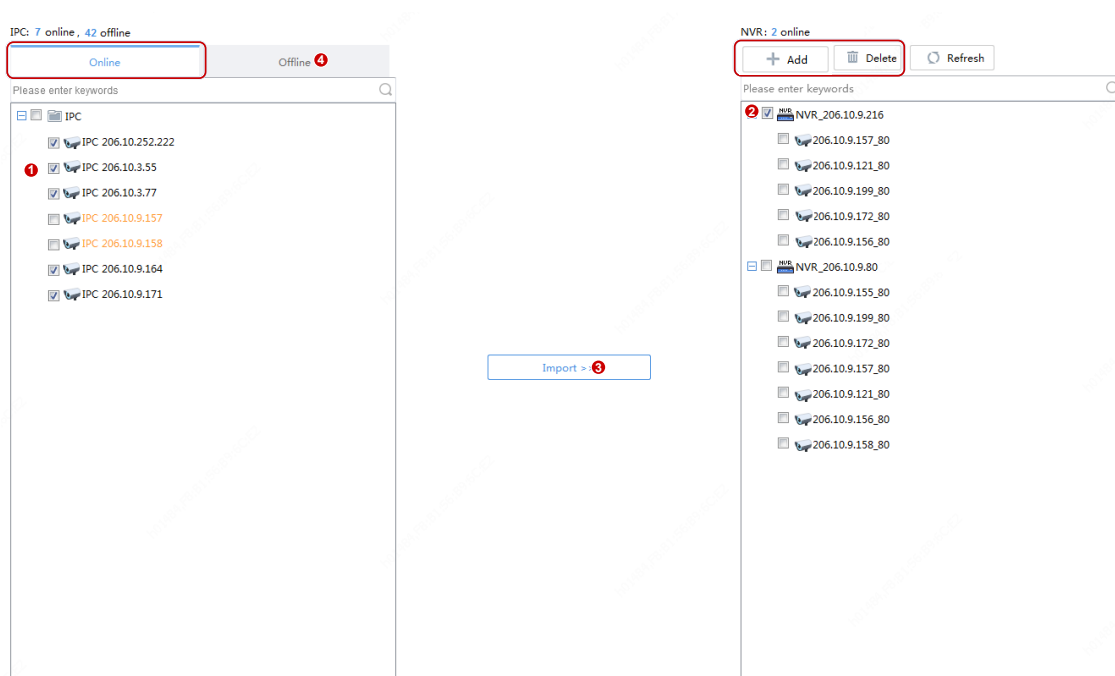 IPC: 7 online, 42 offline
Online
Offline 4
Please enter keywords
IPC
IPC 206.10.252.222
1 IPC 206.10.3.55
IPC 206.10.3.77
IPC 206.10.9.157
IPC 206.10.9.158
IPC 206.10.9.164
IPC 206.10.9.171
Import >> 3
NVR: 2 online
Add
Delete
Refresh
Please enter keywords
2 NVR NVR_206.10.9.216
206.10.9.157_80
206.10.9.121_80
206.10.9.199_80
206.10.9.172_80
206.10.9.156_80
NVR NVR_206.10.9.80
206.10.9.155_80
206.10.9.199_80
206.10.9.172_80
206.10.9.157_80
206.10.9.121_80
206.10.9.156_80
206.10.9.158_80